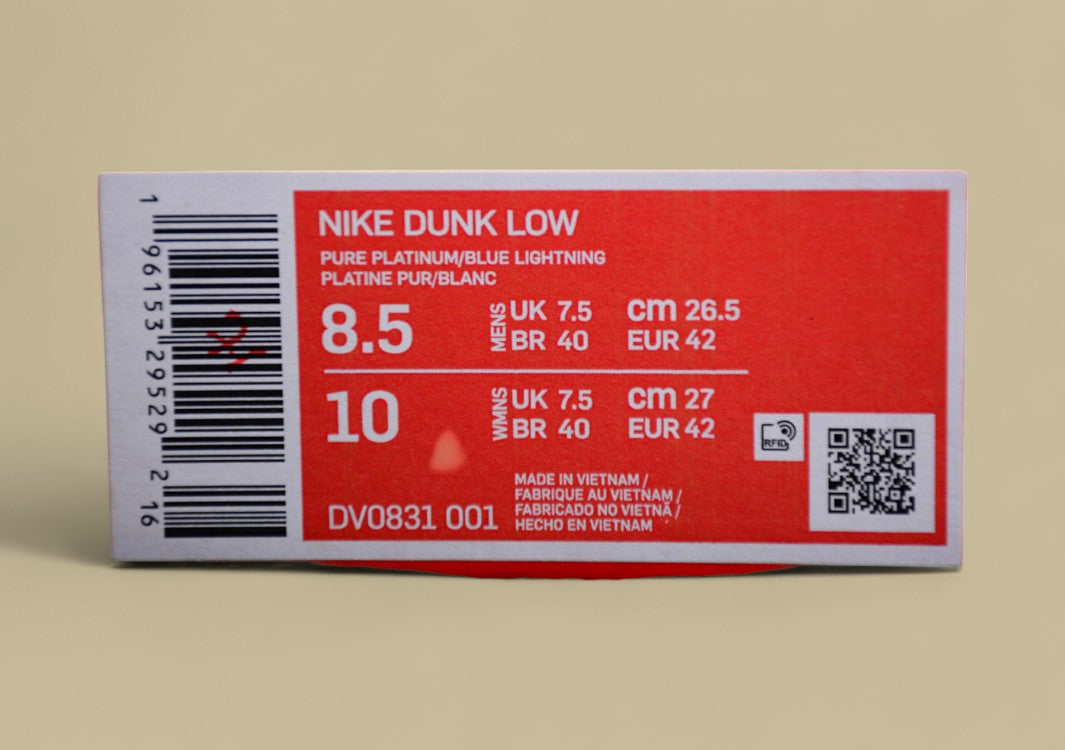 NIKE DUNK LOW
PURE PLATINUM/BLUE LIGHTNING
PLATINE PUR/BLANC
8.5 MENS UK 7.5 cm 26.5
BR 40 EUR 42
10 WMNS UK 7.5 cm 27
BR 40 EUR 42
RFID
MADE IN VIETNAM /
FABRIQUE AU VIETNAM /
FABRICADO NO VIETNÃ /
HECHO EN VIETNAM
DV0831 001
1 96153 29529 2 16